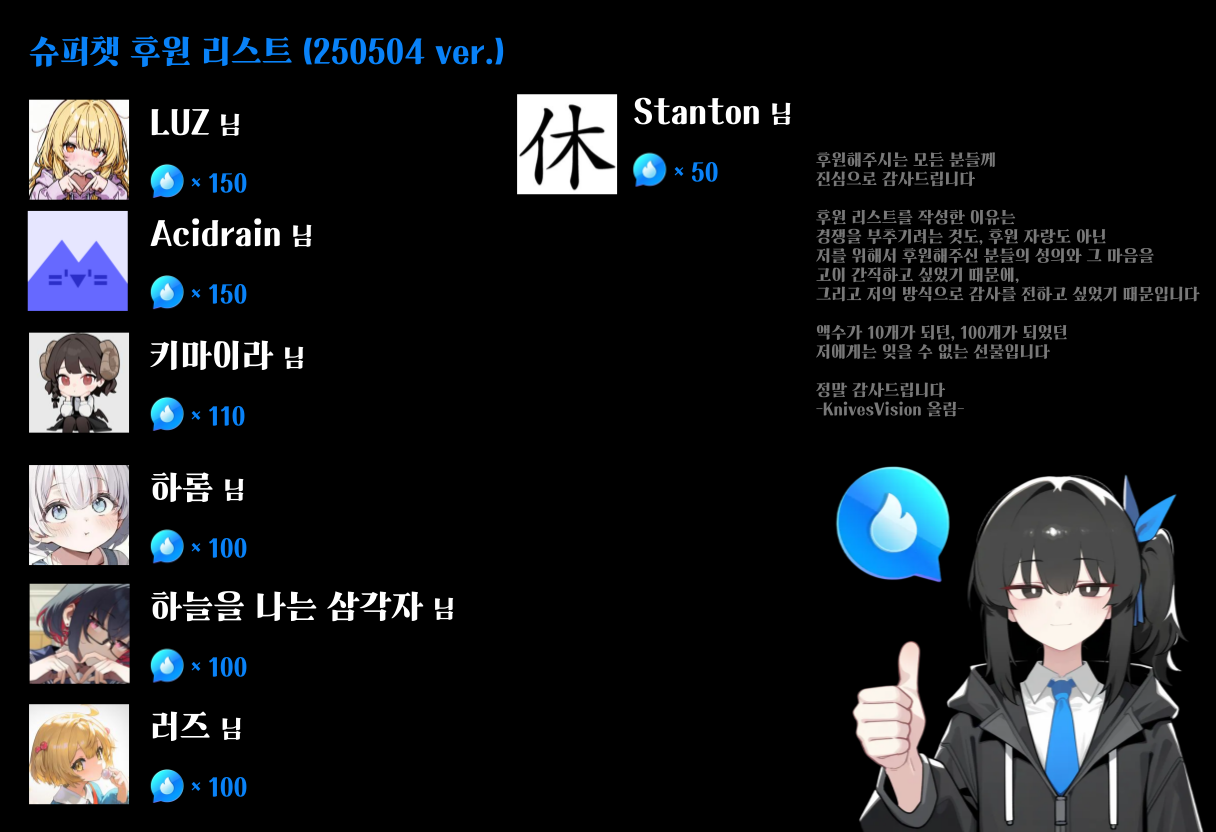 슈퍼챗 후원 리스트 (250504 ver.)
LUZ 님
× 150
Acidrain 님
× 150
키마이라 님
× 110
하롬 님
× 100
하늘을 나는 삼각자 님
× 100
러즈 님
× 100
休
Stanton 님
× 50
후원해주시는 모든 분들께
진심으로 감사드립니다
후원 리스트를 작성한 이유는
경쟁을 부추기려는 것도, 후원 자랑도 아닌
저를 위해서 후원해주신 분들의 성의와 그 마음을
고이 간직하고 싶었기 때문에,
그리고 저의 방식으로 감사를 전하고 싶었기 때문입니다
액수가 10개가 되던, 100개가 되었던
저에게는 잊을 수 없는 선물입니다
정말 감사드립니다
-KnivesVision 올림-